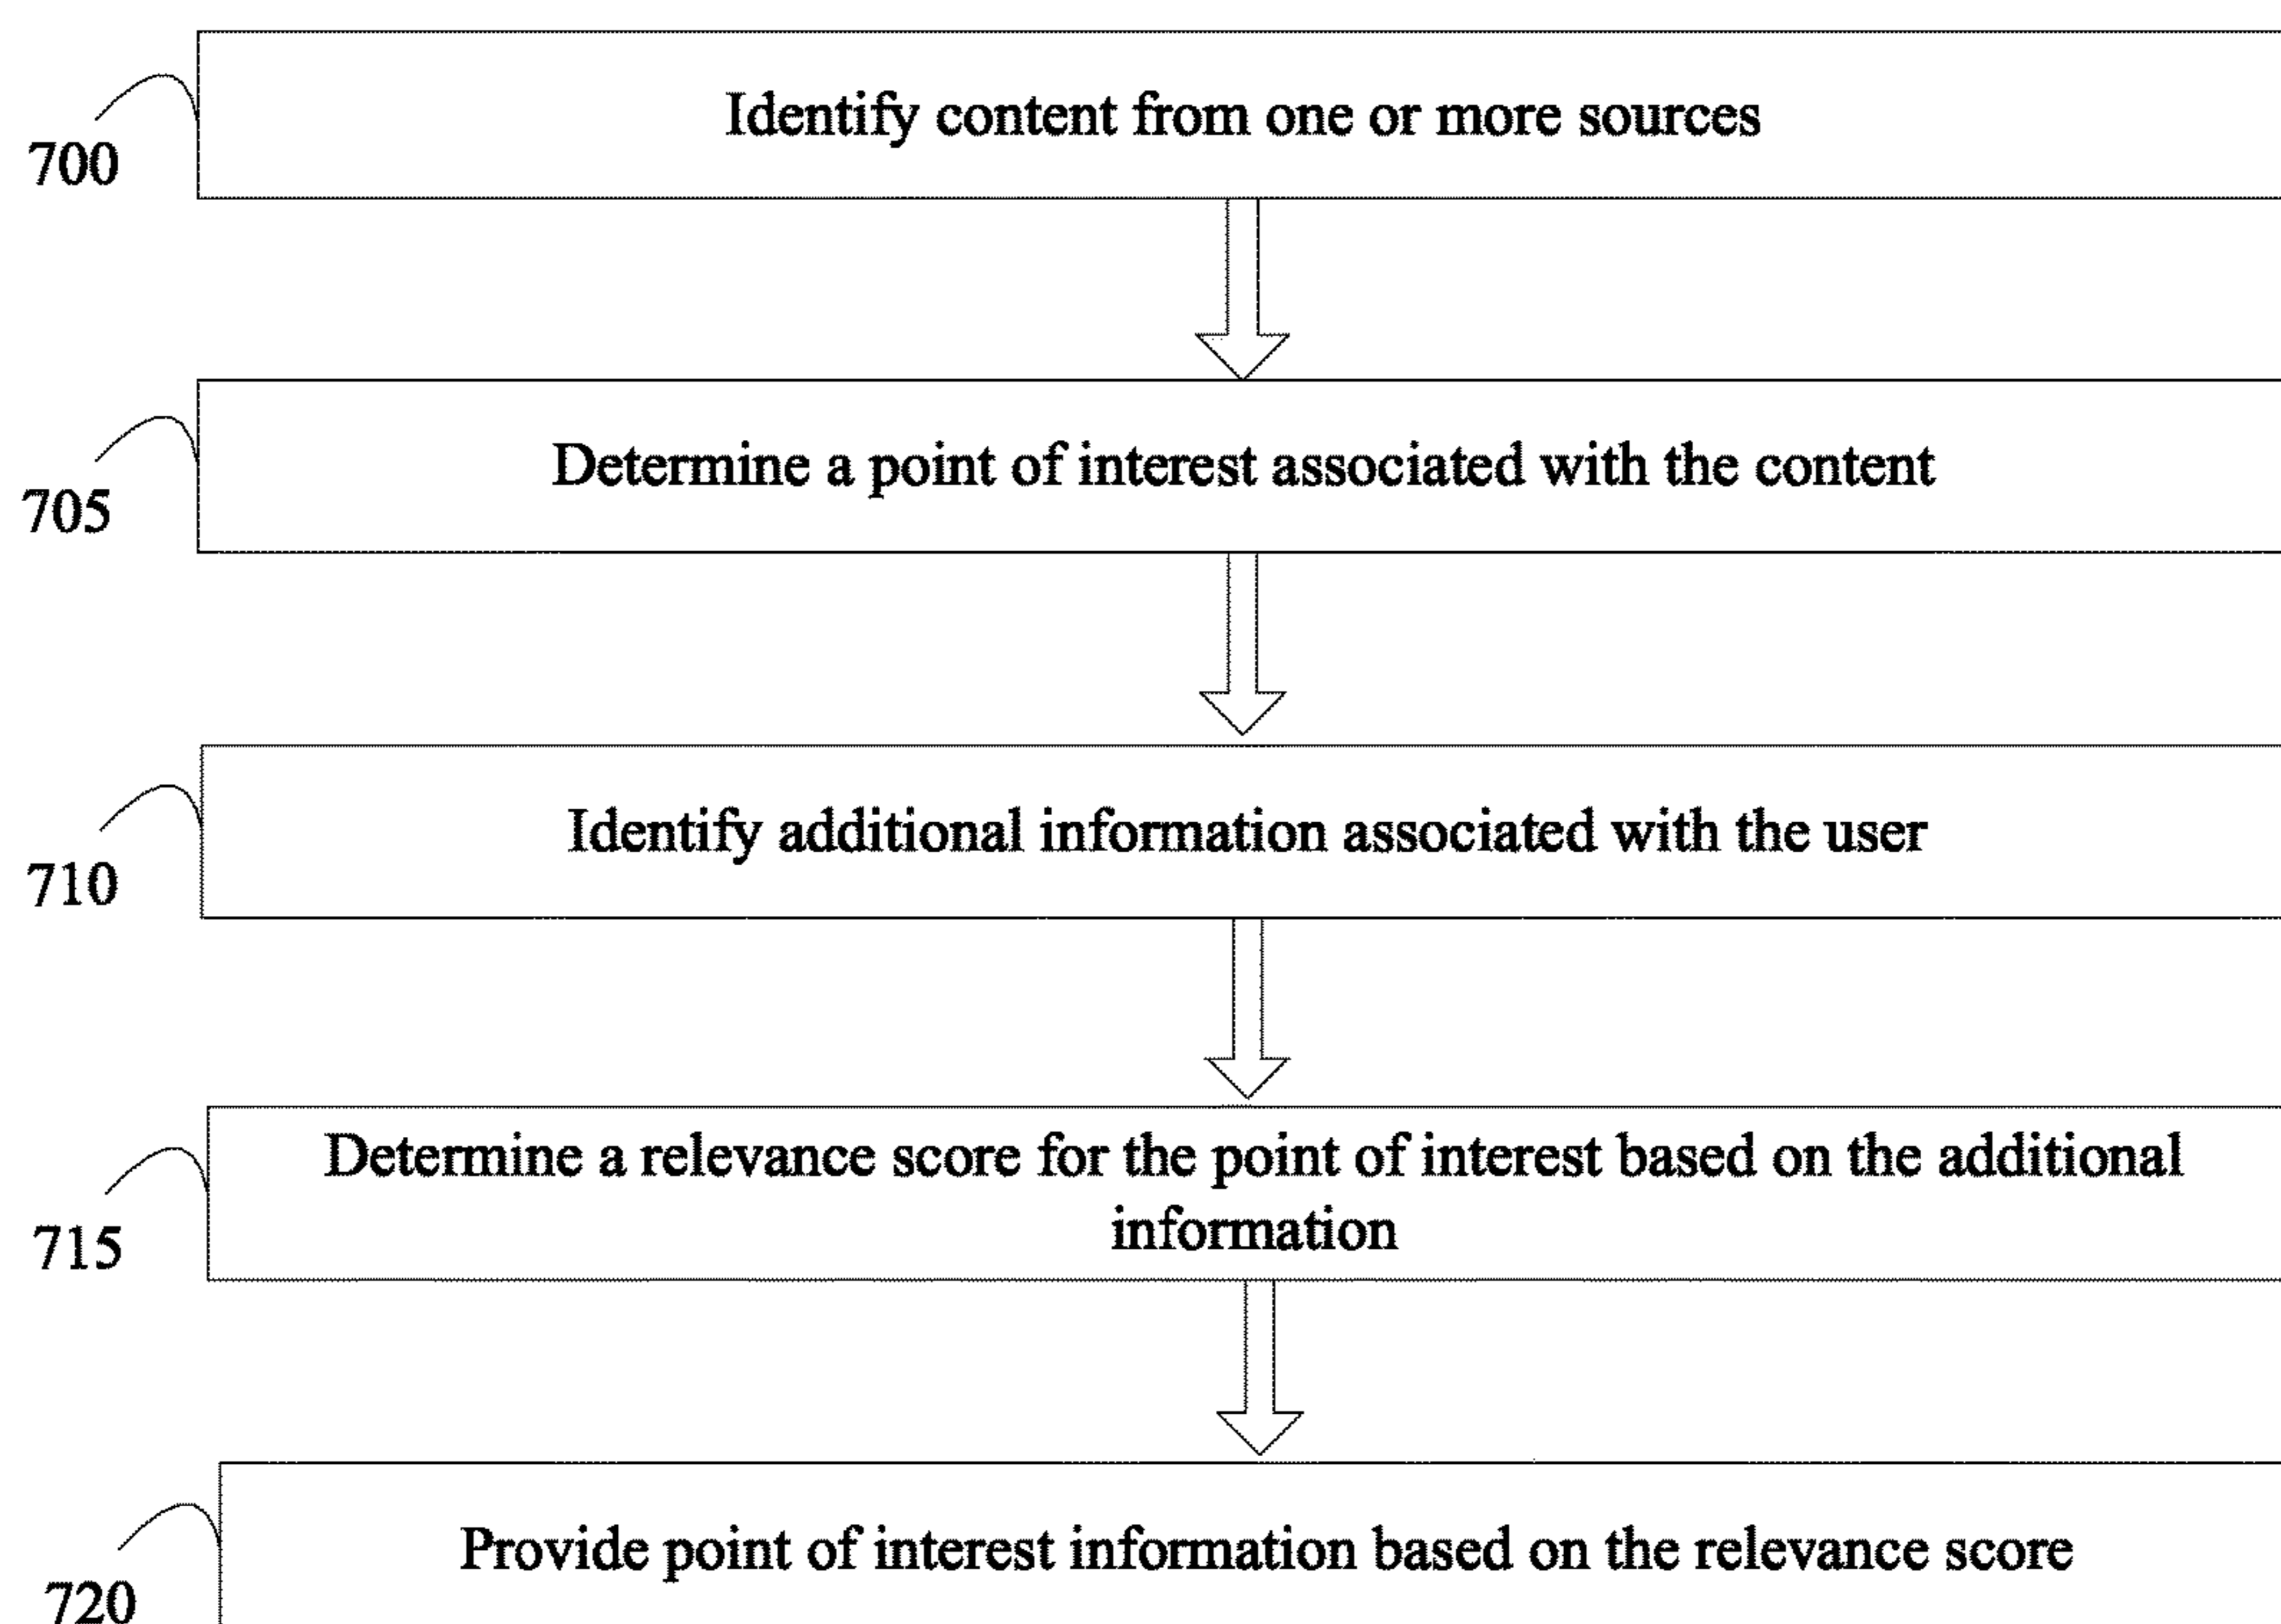 Identify content from one or more sources
700
Determine a point of interest associated with the content
705
Identify additional information associated with the user
710
Determine a relevance score for the point of interest based on the additional
information
715
Provide point of interest information based on the relevance score
720